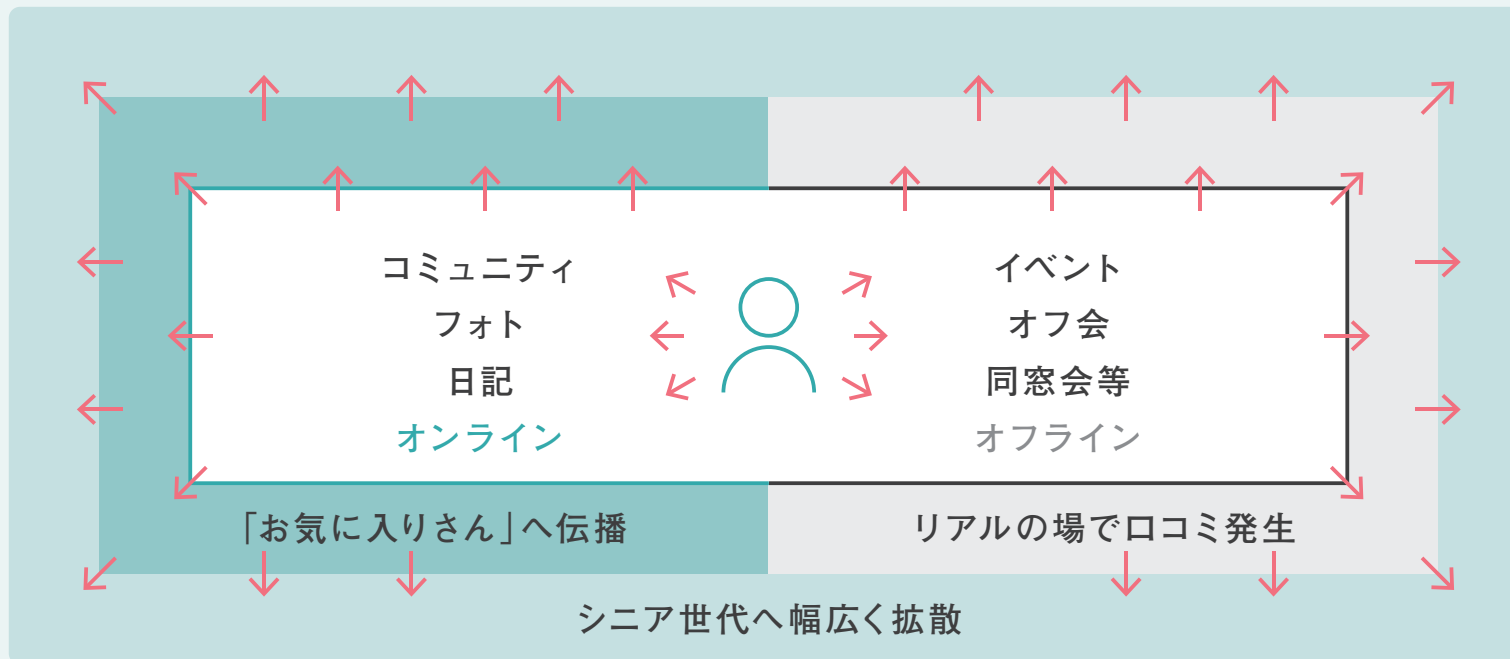 コミュニティ
フォト
日記
オンライン
イベント
オフ会
同窓会等
オフライン
「お気に入りさん」へ伝播
リアルの場で口コミ発生
シニア世代へ幅広く拡散